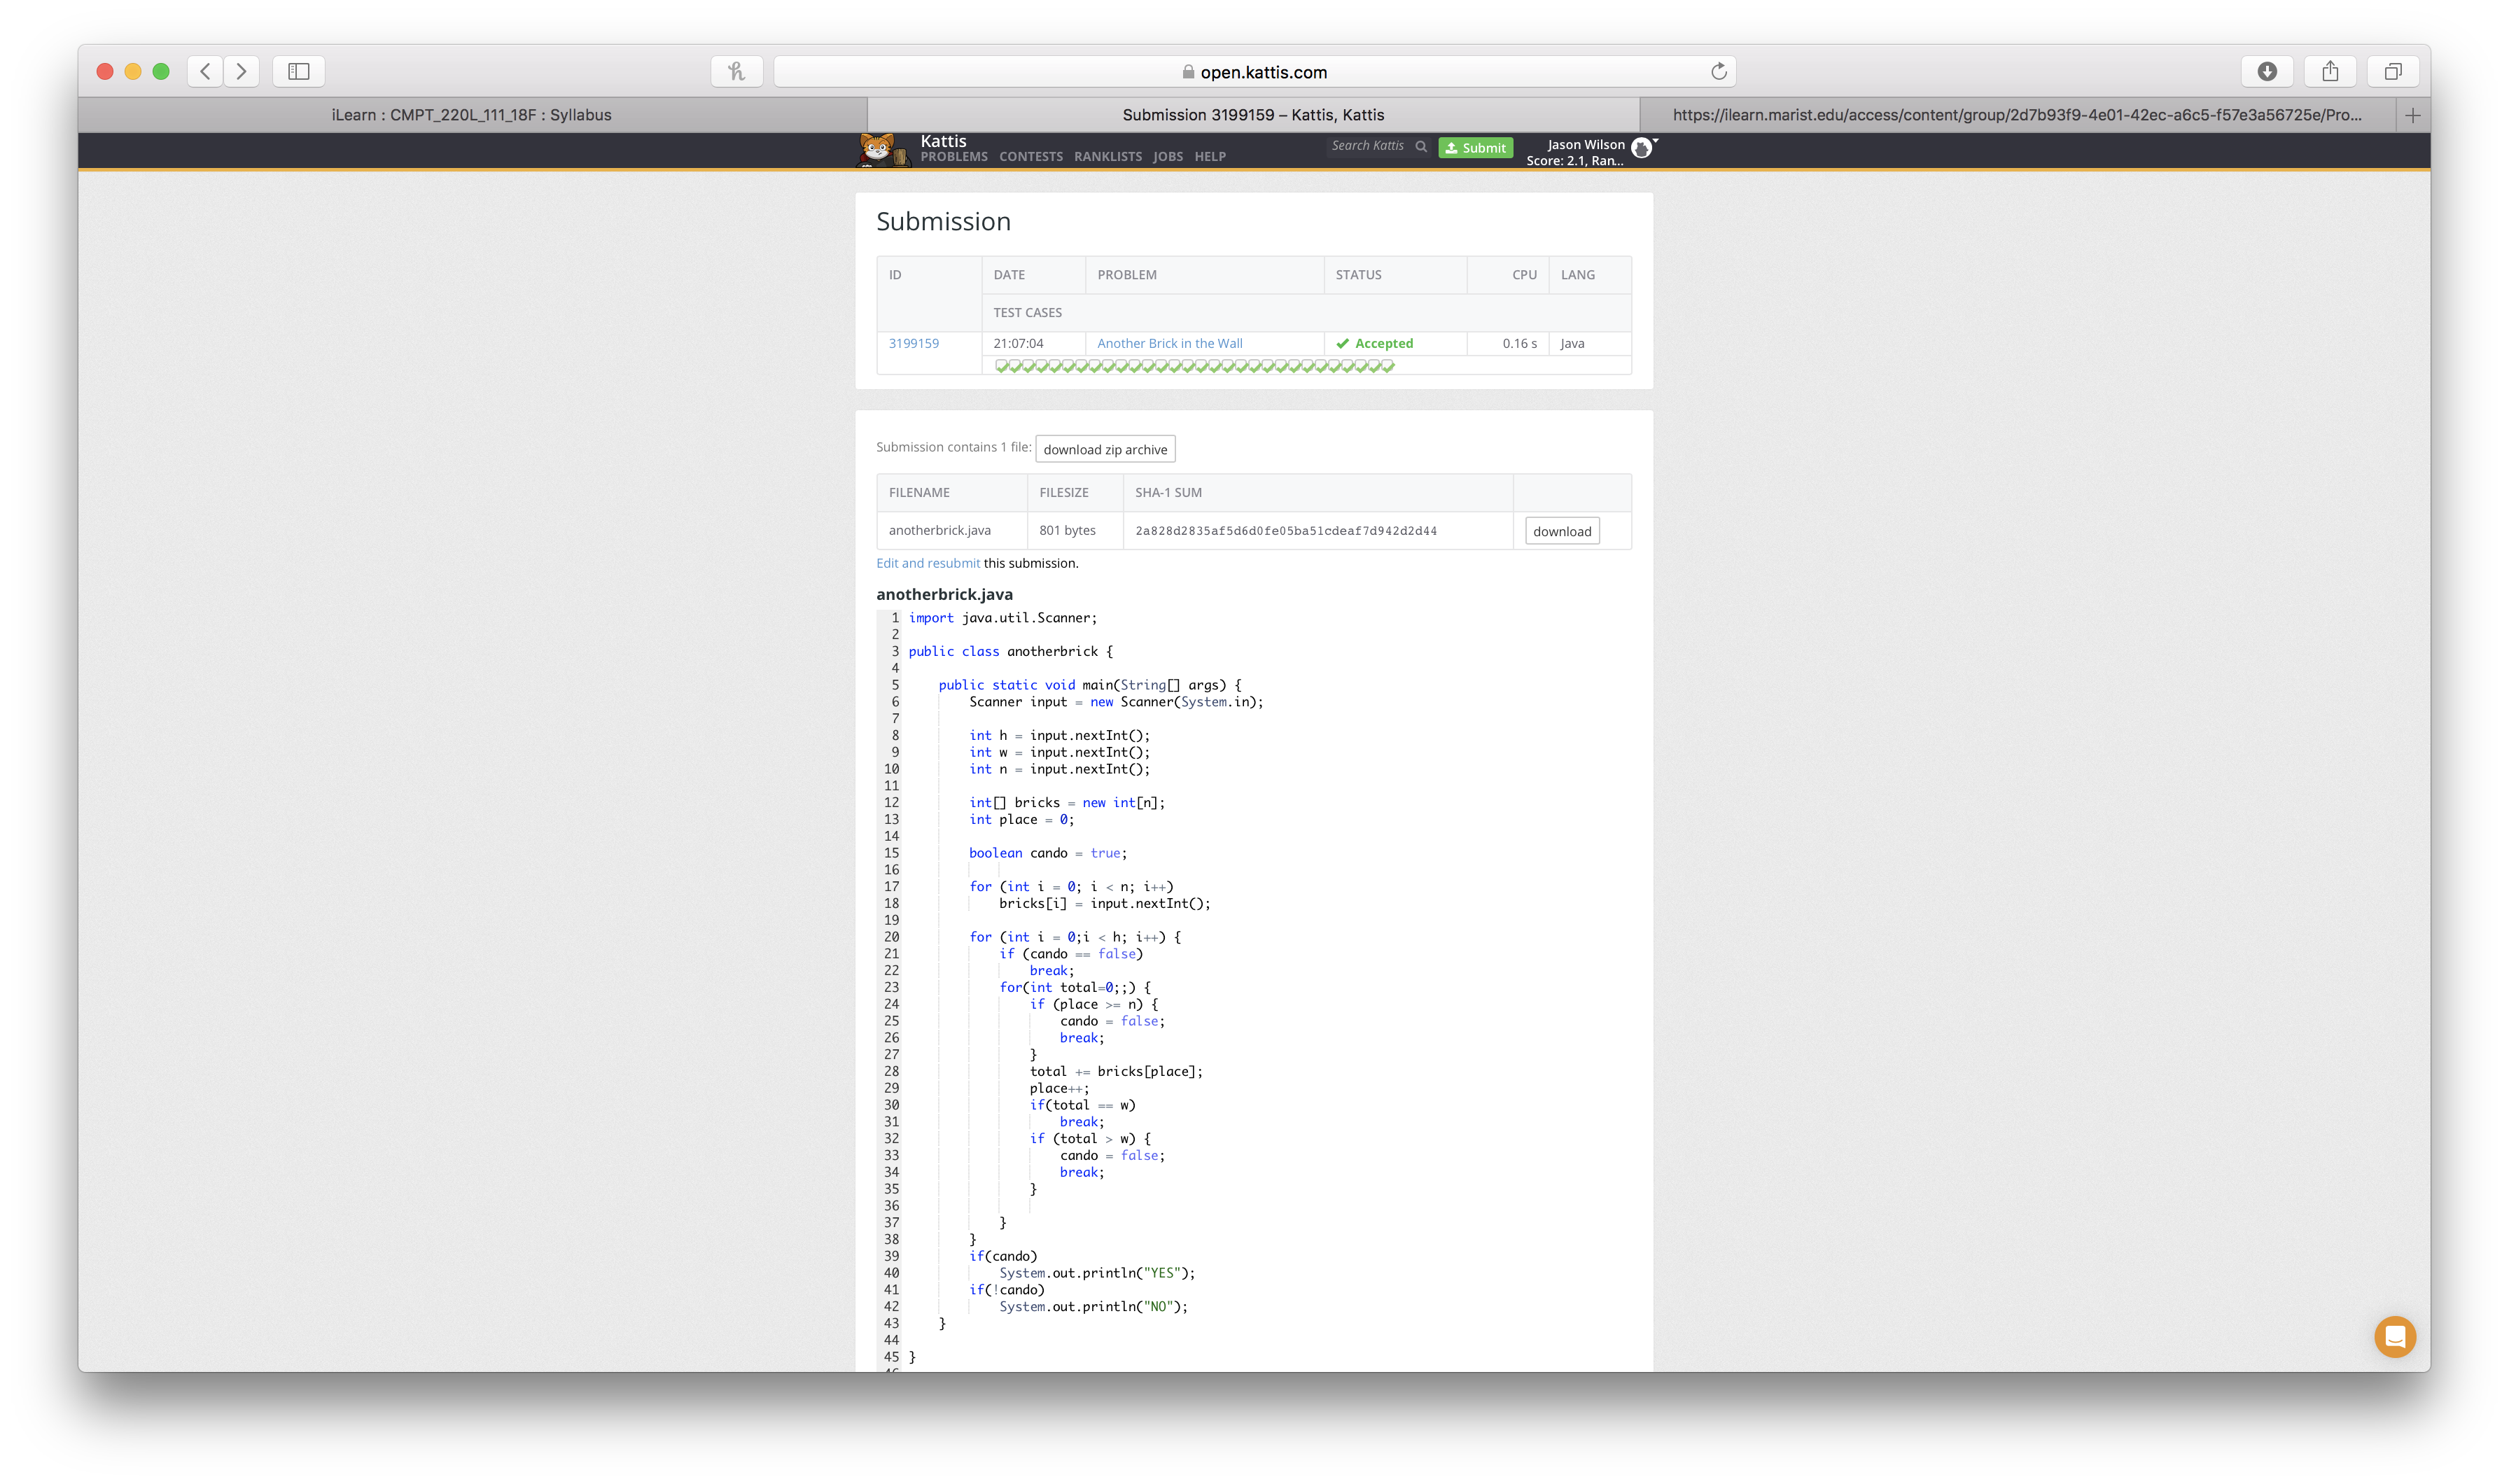 open.kattis.com
iLearn : CMPT_220L_111_18F : Syllabus
Submission 3199159 – Kattis, Kattis
https://ilearn.marist.edu/access/content/group/2d7b93f9-4e01-42ec-a6c5-f57e3a56725e/Pro...
Kattis
PROBLEMS CONTESTS RANKLISTS JOBS HELP
Search Kattis
Submit
Jason Wilson
Score: 2.1, Ran...
Submission
ID DATE PROBLEM STATUS CPU LANG
TEST CASES
3199159 21:07:04 Another Brick in the Wall Accepted 0.16 s Java
Submission contains 1 file: download zip archive
FILENAME FILESIZE SHA-1 SUM
anotherbrick.java 801 bytes 2a828d2835af5d6d0fe05ba51cdeaf7d942d2d44 download
Edit and resubmit this submission.
anotherbrick.java
1 import java.util.Scanner;
2
3 public class anotherbrick {
4
5     public static void main(String[] args) {
6         Scanner input = new Scanner(System.in);
7
8         int h = input.nextInt();
9         int w = input.nextInt();
10         int n = input.nextInt();
11
12         int[] bricks = new int[n];
13         int place = 0;
14
15         boolean cando = true;
16
17         for (int i = 0; i < n; i++)
18             bricks[i] = input.nextInt();
19
20         for (int i = 0;i < h; i++) {
21             if (cando == false)
22                 break;
23             for(int total=0;;) {
24                 if (place >= n) {
25                     cando = false;
26                     break;
27                 }
28                 total += bricks[place];
29                 place++;
30                 if(total == w)
31                     break;
32                 if (total > w) {
33                     cando = false;
34                     break;
35                 }
36
37             }
38         }
39         if(cando)
40             System.out.println("YES");
41         if(!cando)
42             System.out.println("NO");
43     }
44
45 }